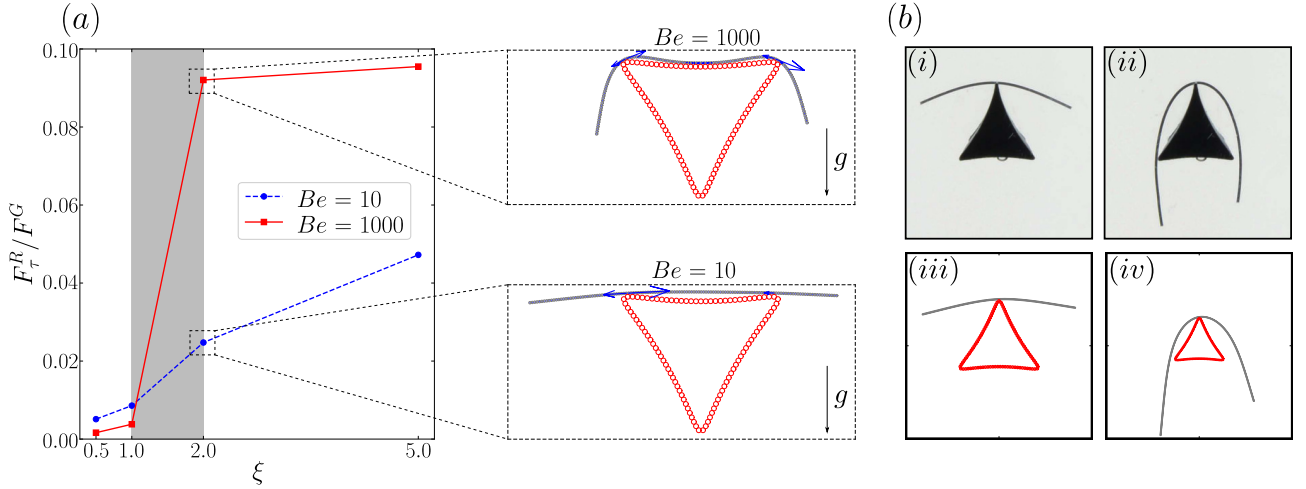 (a)
0.10
0.08
0.06
0.04
0.02
0.00
F_τ^R/F^G
0.5 1.0 2.0 5.0
ξ
Be = 10
Be = 1000
Be = 1000
g
Be = 10
g
(b)
(i)
(ii)
(iii)
(iv)